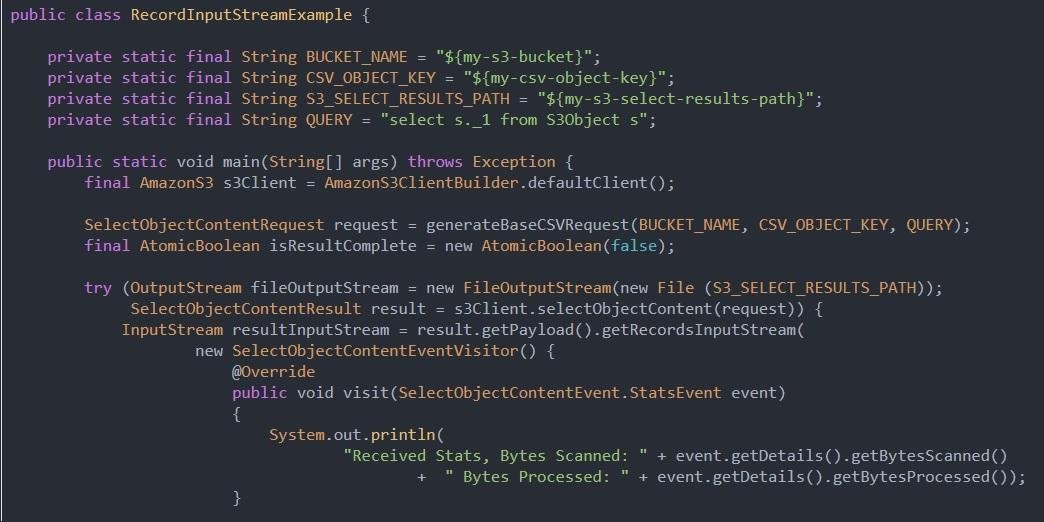 public class RecordInputStreamExample {
private static final String BUCKET_NAME = "${my-s3-bucket}";
private static final String CSV_OBJECT_KEY = "${my-csv-object-key}";
private static final String S3_SELECT_RESULTS_PATH = "${my-s3-select-results-path}";
private static final String QUERY = "select s._1 from S3Object s";
public static void main(String[] args) throws Exception {
final AmazonS3 s3Client = AmazonS3ClientBuilder.defaultClient();
SelectObjectContentRequest request = generateBaseCSVRequest(BUCKET_NAME, CSV_OBJECT_KEY, QUERY);
final AtomicBoolean isResultComplete = new AtomicBoolean(false);
try (OutputStream fileOutputStream = new FileOutputStream(new File (S3_SELECT_RESULTS_PATH));
SelectObjectContentResult result = s3Client.selectObjectContent(request)) {
InputStream resultInputStream = result.getPayload().getRecordsInputStream(
new SelectObjectContentEventVisitor() {
@Override
public void visit(SelectObjectContentEvent.StatsEvent event)
{
System.out.println(
"Received Stats, Bytes Scanned: " + event.getDetails().getBytesScanned()
+ " Bytes Processed: " + event.getDetails().getBytesProcessed());
}